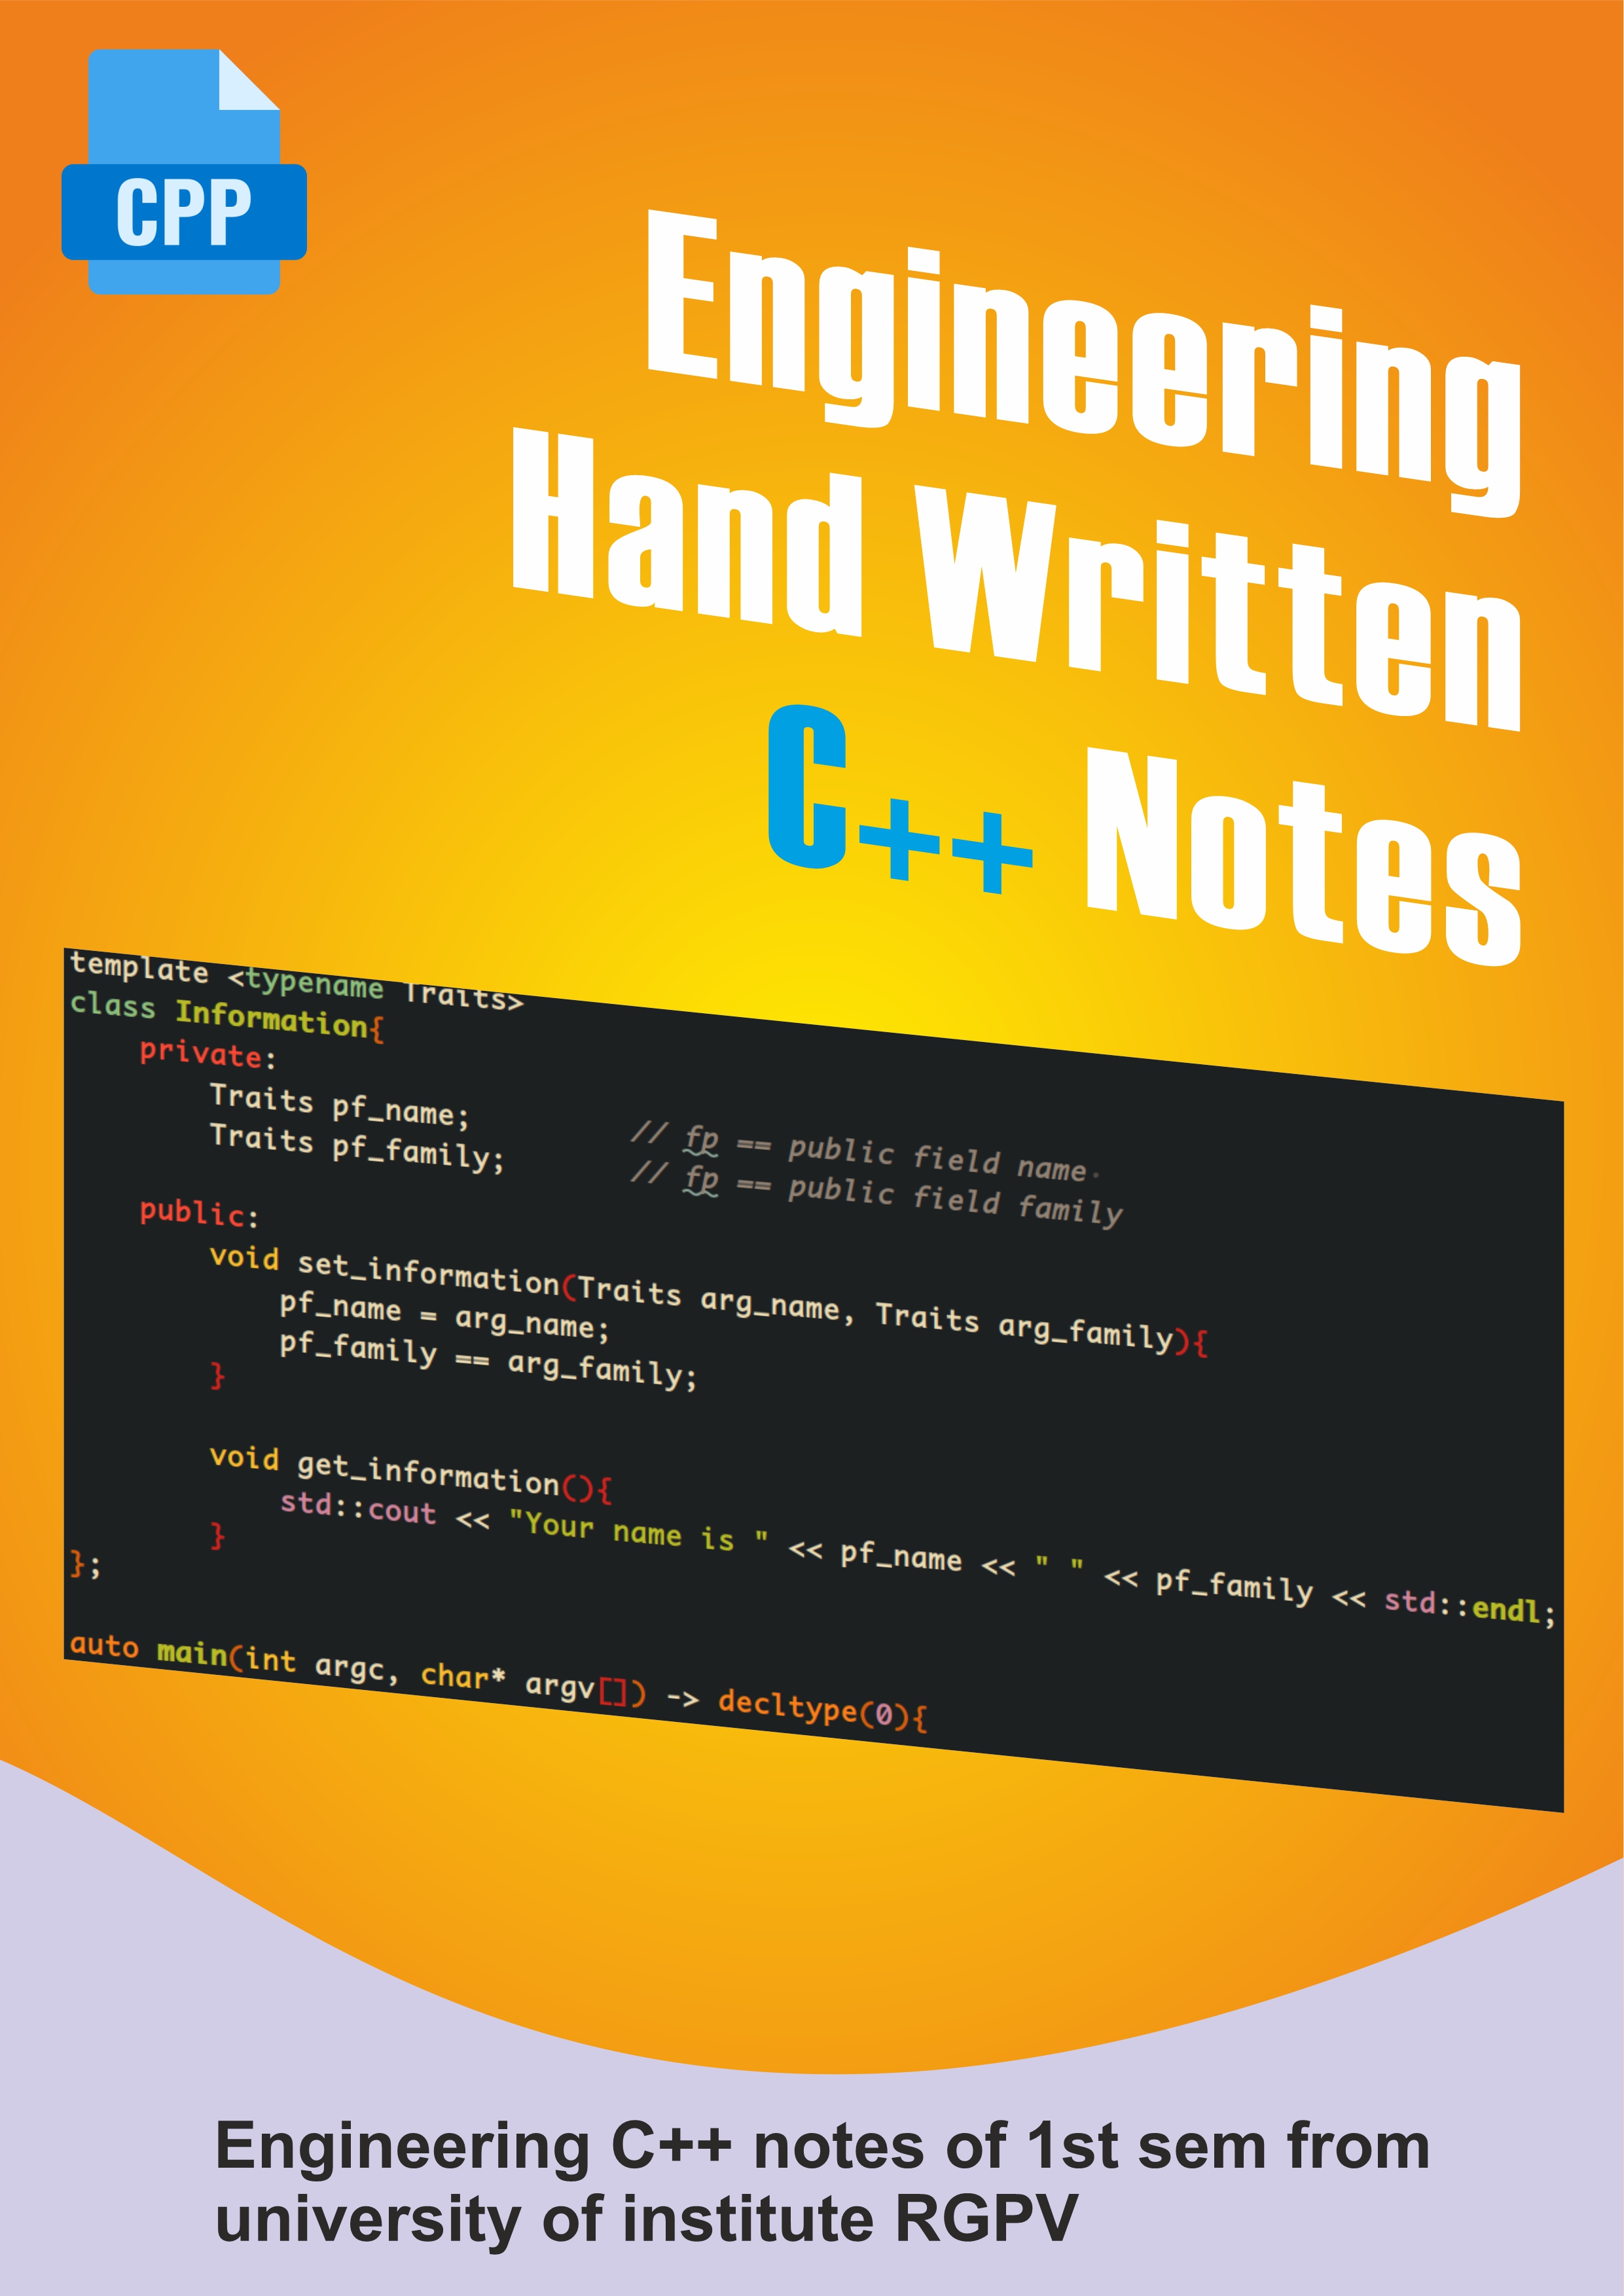 CPP
Engineering
Hand Written
C++ Notes
template <typename Traits>
class Information{
private:
Traits pf_name; // fp == public field name
Traits pf_family; // fp == public field family
public:
void set_information(Traits arg_name, Traits arg_family){
pf_name = arg_name;
pf_family == arg_family;
}
void get_information(){
std::cout << "Your name is " << pf_name << " " << pf_family << std::endl;
}
};
auto main(int argc, char* argv[]) -> decltype(0){
Engineering C++ notes of 1st sem from
university of institute RGPV